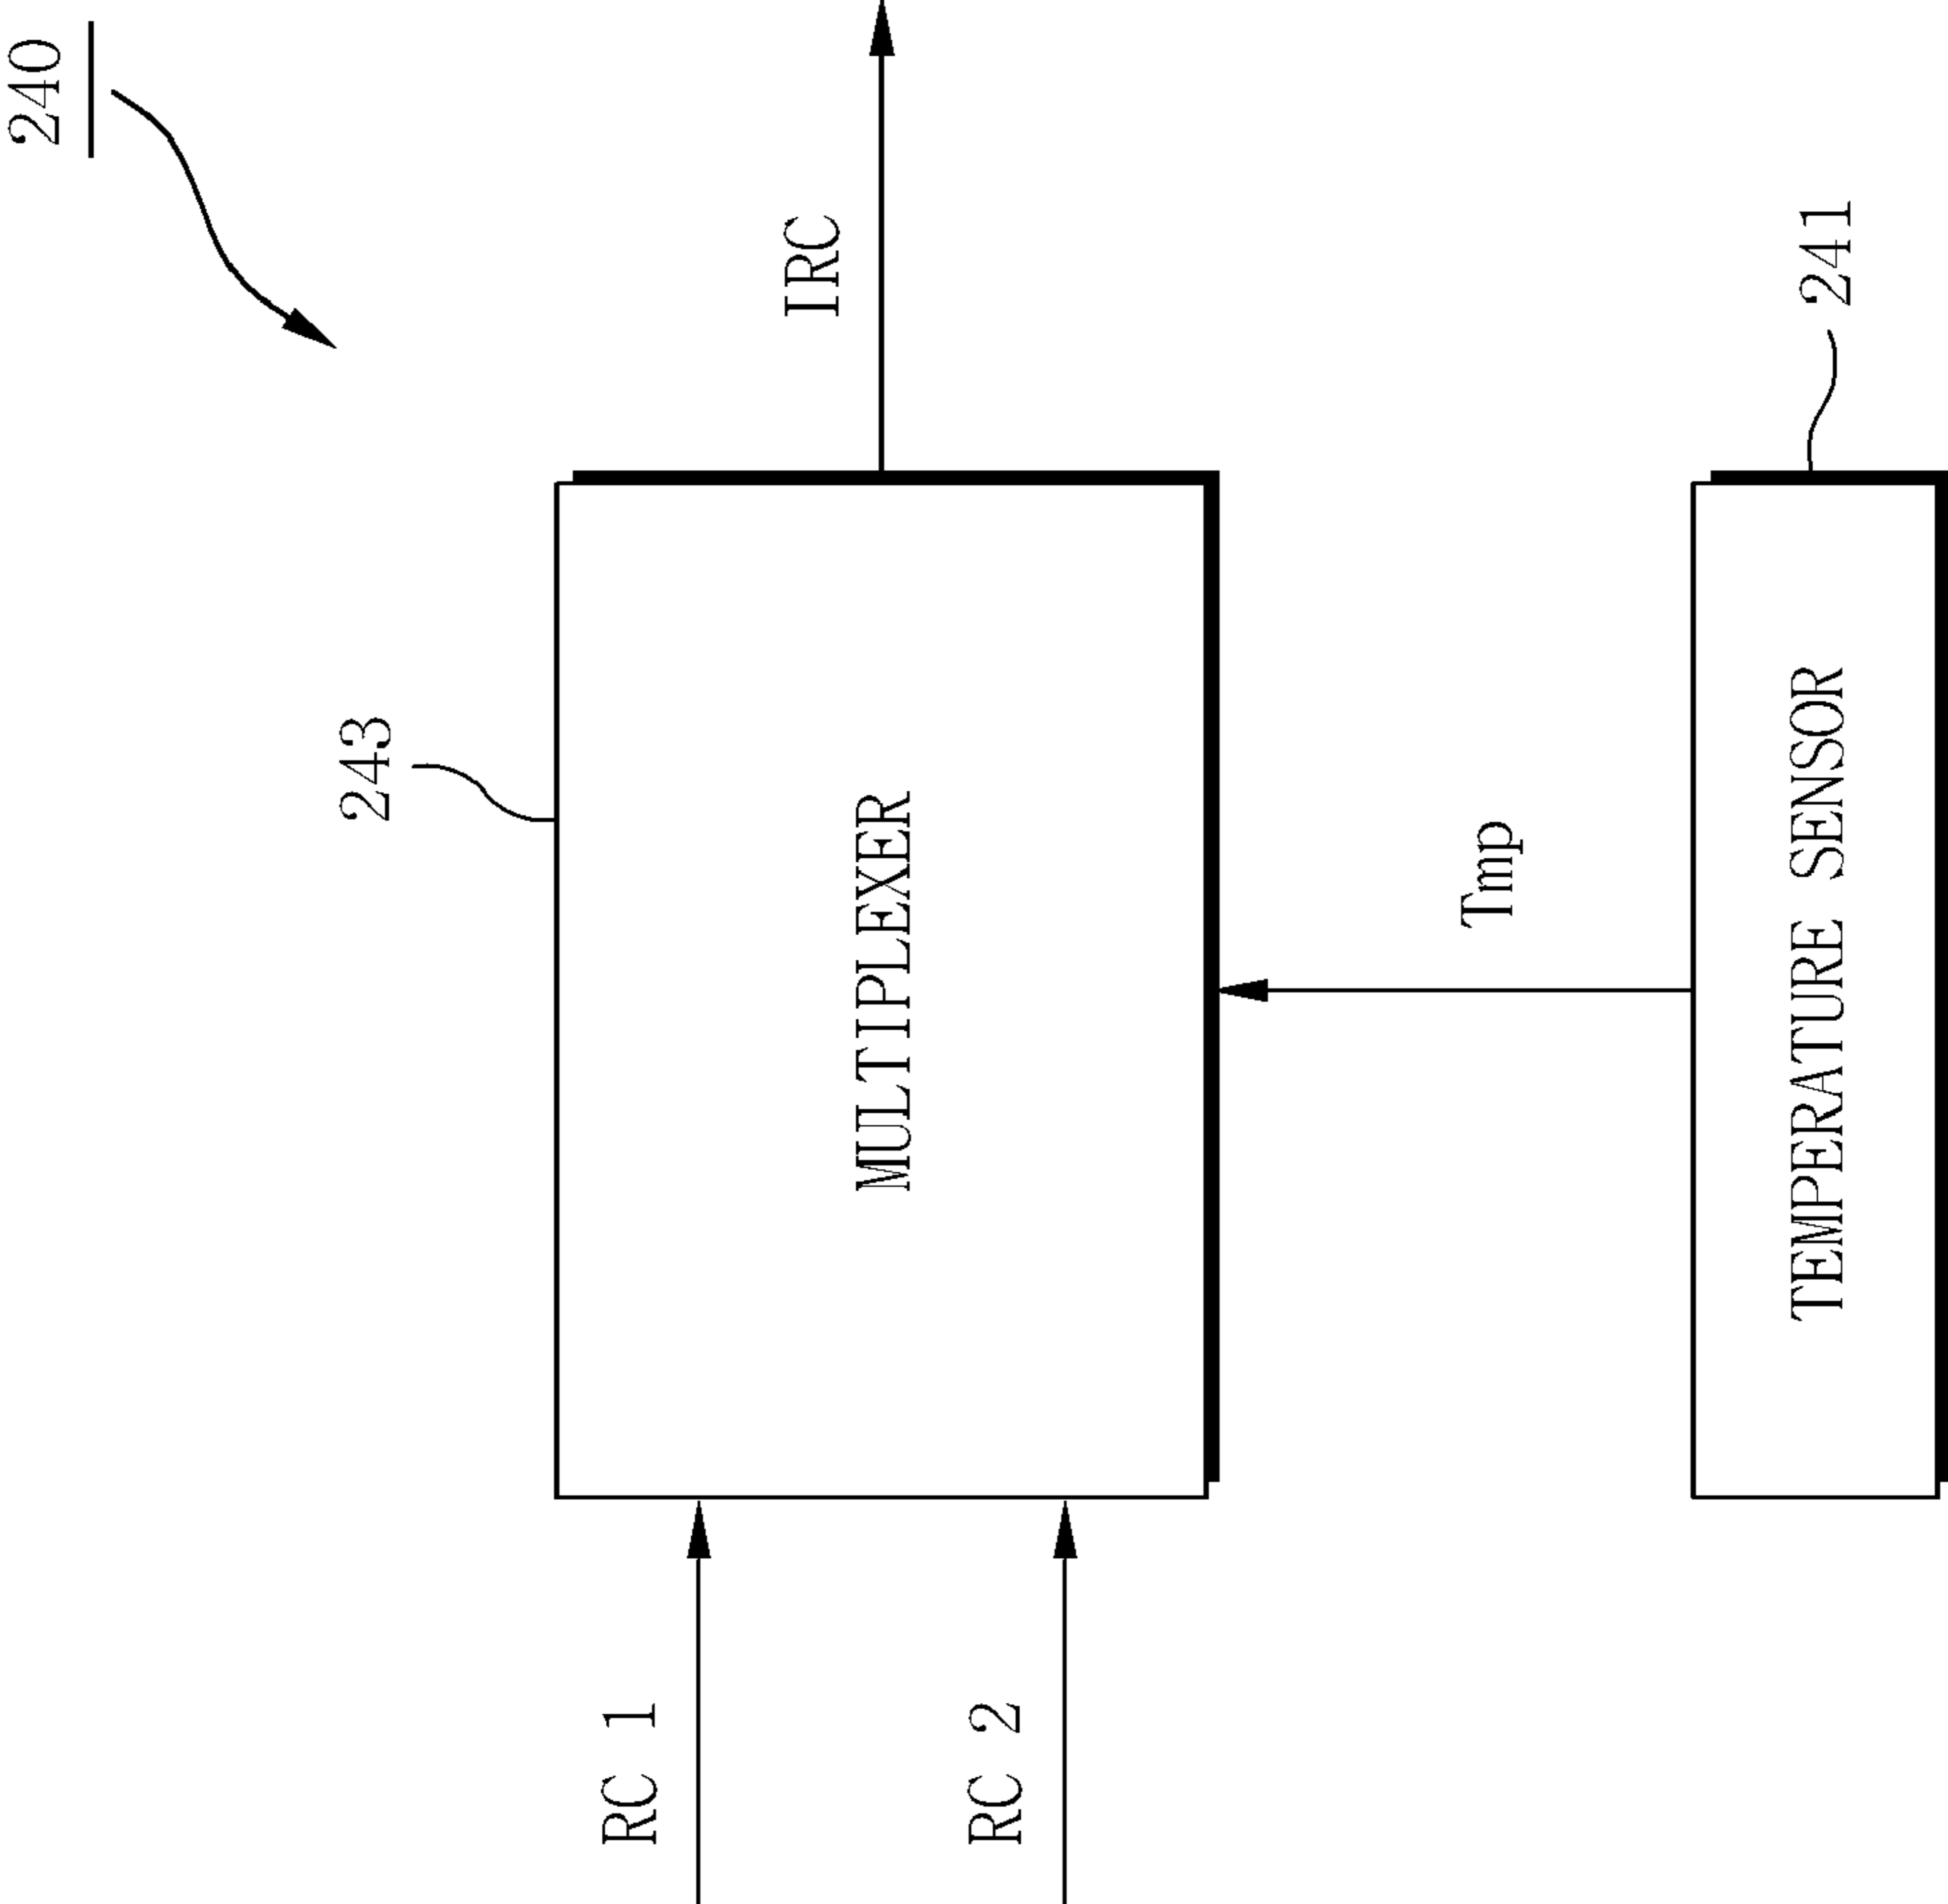 240
243
RC 1
MULTIPLEXER
IRC
RC 2
Tmp
TEMPERATURE SENSOR
241